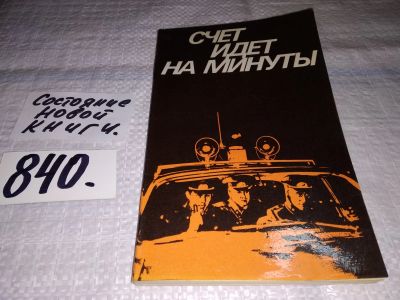 СЧЕТ
ИДЕТ
НА МИНУТЫ
Состояние
новой
книги.
840.